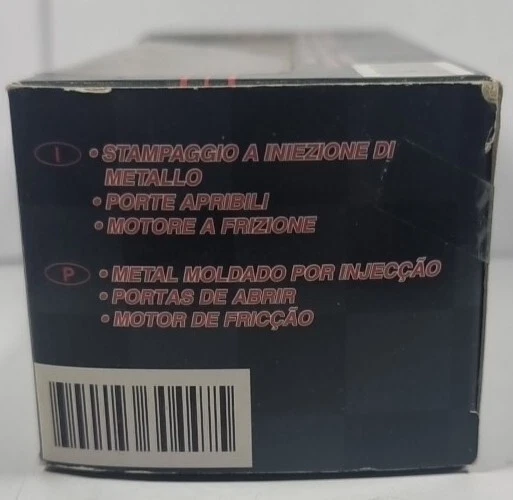 I • STAMPAGGIO A INIEZIONE DI
METALLO
• PORTE APRIBILI
• MOTORE A FRIZIONE
P • METAL MOLDADO POR INJECÇÃO
• PORTAS DE ABRIR
• MOTOR DE FRICÇÃO